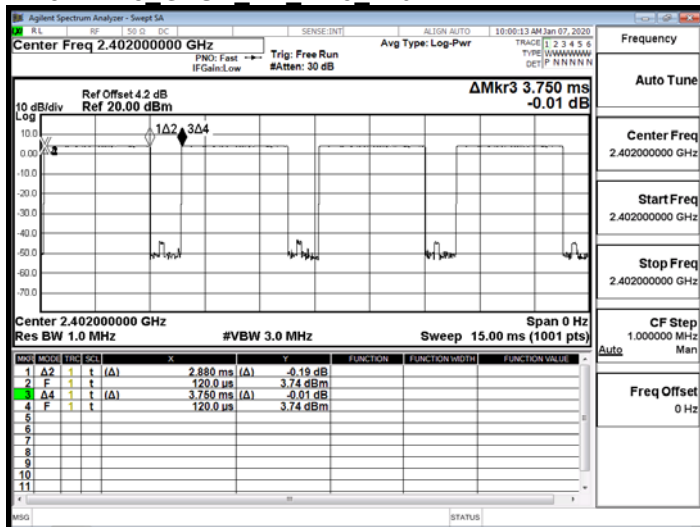 Agilent Spectrum Analyzer - Swept SA
RL RF 50 Ω DC SENSE:INT ALIGN AUTO 10:00:13 AM Jan 07, 2020
Center Freq 2.402000000 GHz
PNO: Fast
IFGain:Low
Trig: Free Run
#Atten: 30 dB
Avg Type: Log-Pwr
TRACE 1 2 3 4 5 6
TYPE WWWWWW
DET P NNNNN
Ref Offset 4.2 dB
Ref 20.00 dBm
10 dB/div
Log
ΔMkr3 3.750 ms
-0.01 dB
10.0
0.00
-10.0
-20.0
-30.0
-40.0
-50.0
-60.0
-70.0
1Δ2
3Δ4
Center 2.402000000 GHz Span 0 Hz
Res BW 1.0 MHz #VBW 3.0 MHz Sweep 15.00 ms (1001 pts)
MKR MODE TRC SCL X Y FUNCTION FUNCTION WIDTH FUNCTION VALUE
1 Δ2 1 t (Δ) 2.880 ms (Δ) -0.19 dB
2 F 1 t 120.0 µs 3.74 dBm
3 Δ4 1 t (Δ) 3.750 ms (Δ) -0.01 dB
4 F 1 t 120.0 µs 3.74 dBm
5
6
7
8
9
10
11
MSG STATUS
Frequency
Auto Tune
Center Freq
2.402000000 GHz
Start Freq
2.402000000 GHz
Stop Freq
2.402000000 GHz
CF Step
1.000000 MHz
Auto Man
Freq Offset
0 Hz